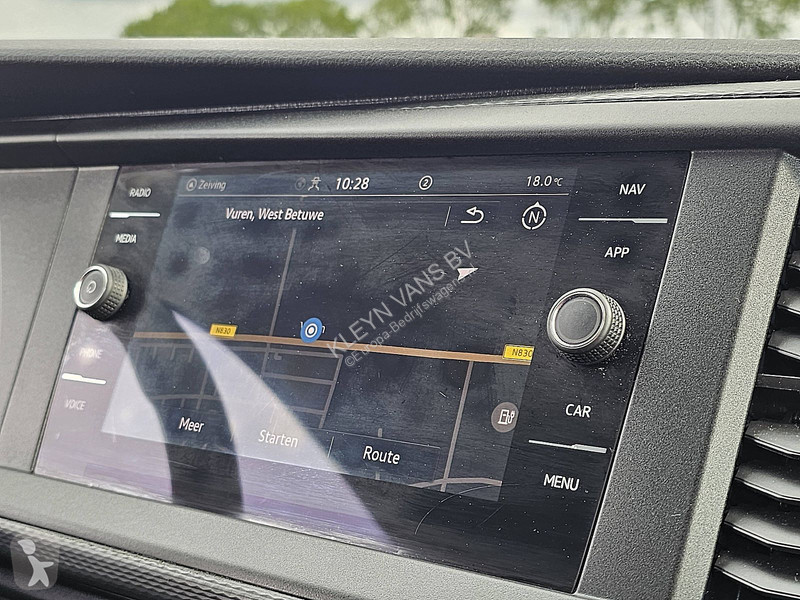 RADIO
MEDIA
PHONE
VOICE
Zeiving
10:28
2
18.0°C
Vuren, West Betuwe
N
N830
N830
Meer
Starten
Route
NAV
APP
CAR
MENU
KLEYN VANS BV
©Europa-Bedrijfswagen